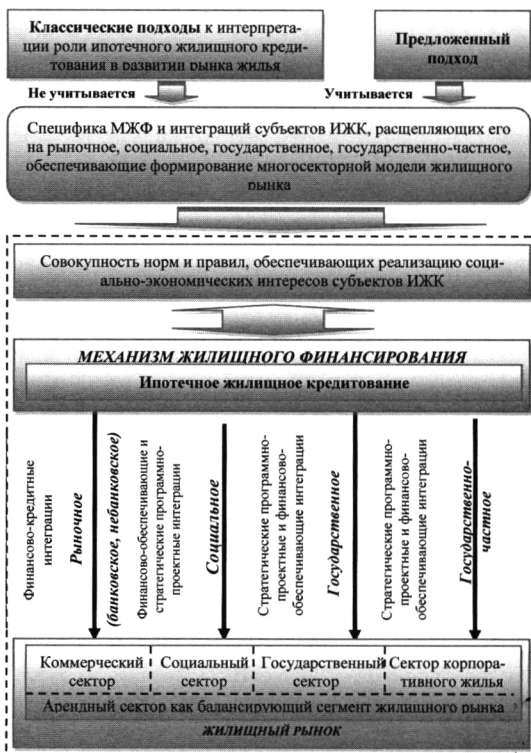 Классические подходы к интерпрета-
ции роли ипотечного жилищного креди-
тования в развитии рынка жилья
Предложенный
подход
Не учитывается
Учитывается
Специфика МЖФ и интеграций субъектов ИЖК, расщепляющих его
на рыночное, социальное, государственное, государственно-частное,
обеспечивающие формирование многосекторной модели жилищного
рынка
Совокупность норм и правил, обеспечивающих реализацию соци-
ально-экономических интересов субъектов ИЖК
МЕХАНИЗМ ЖИЛИЩНОГО ФИНАНСИРОВАНИЯ
Ипотечное жилищное кредитование
Финансово-кредитные
интеграции
Рыночное
(банковское, небанковское)
Финансово-обеспечивающие и
стратегические программно-
проектные интеграции
Социальное
Стратегические программно-
проектные и финансово-
обеспечивающие интеграции
Государственное
Стратегические программно-
проектные и финансово-
обеспечивающие интеграции
Государственно-
частное
Коммерческий
сектор
Социальный
сектор
Государственный
сектор
Сектор корпора-
тивного жилья
Арендный сектор как балансирующий сегмент жилищного рынка
ЖИЛИЩНЫЙ РЫНОК